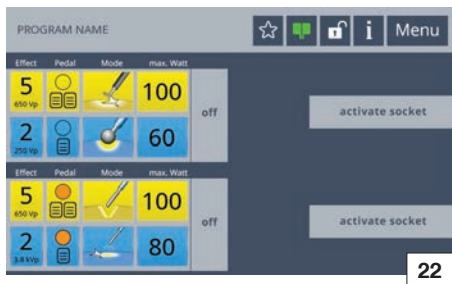 PROGRAM NAME
i Menu
Effect Pedal Mode max. Watt
5 650 Vp 100
off
activate socket
2 250 Vp 60
Effect Pedal Mode max. Watt
5 650 Vp 100
off
activate socket
2 3.8 kVp 80
22